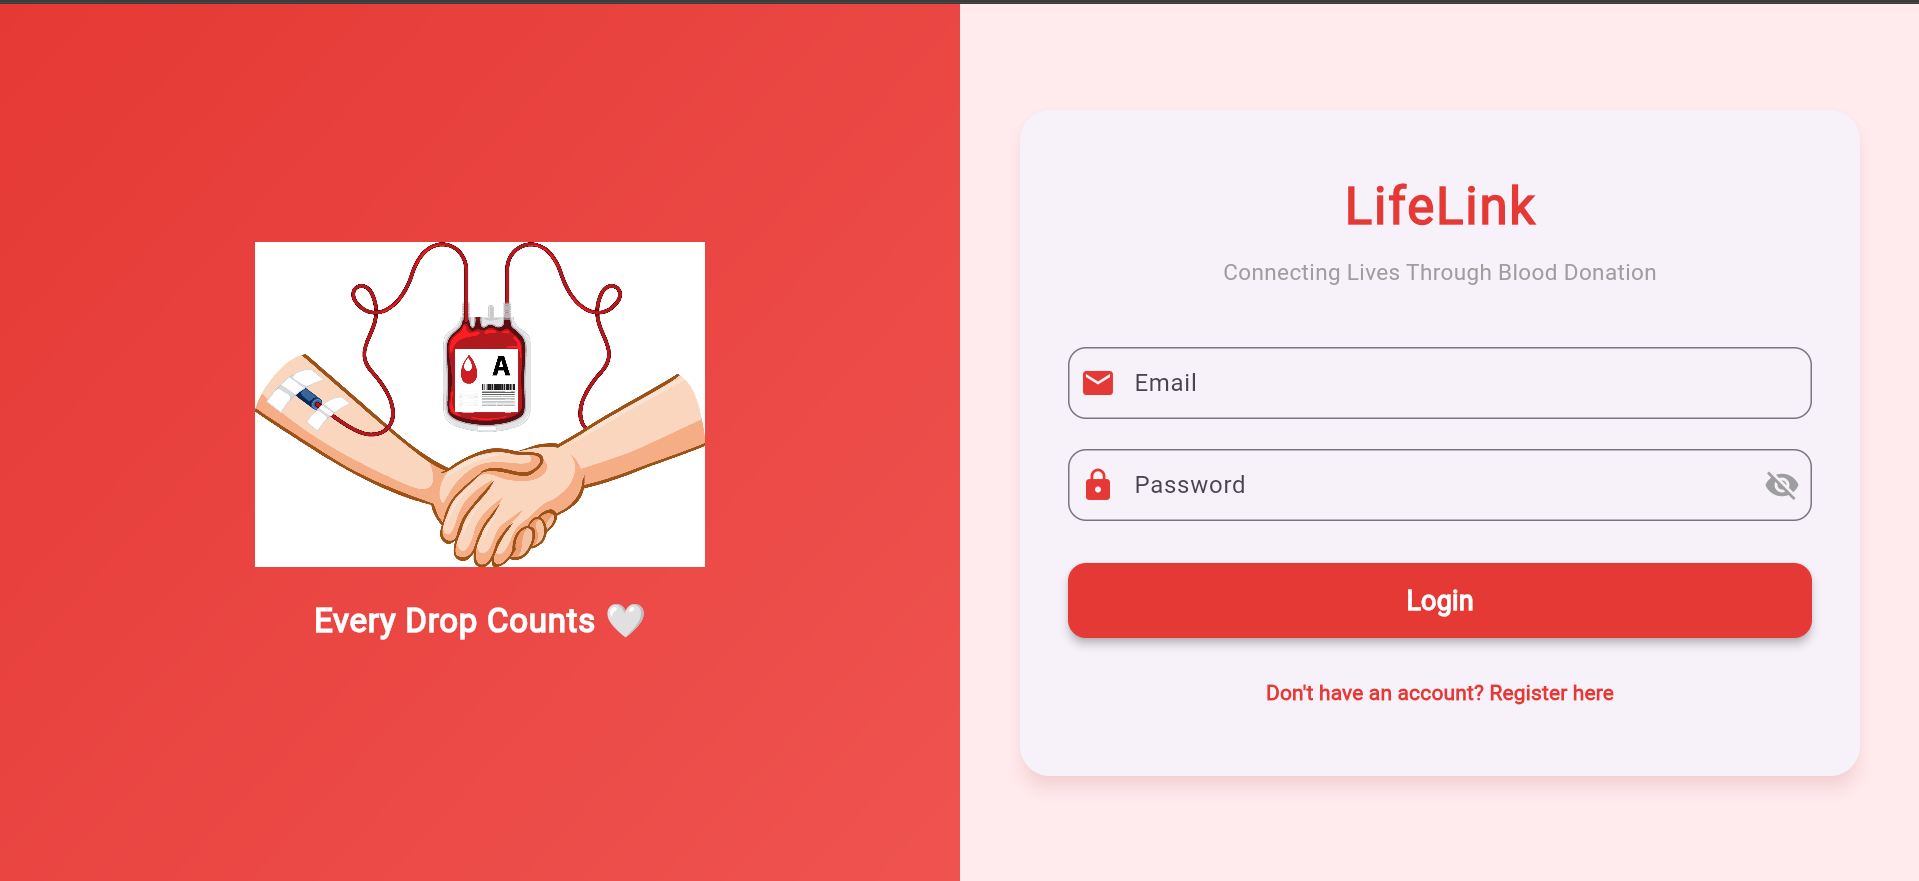 A
Every Drop Counts 🤍
LifeLink
Connecting Lives Through Blood Donation
Email
Password
Login
Don't have an account? Register here